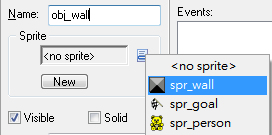 Name: obj_wall
Events:
Sprite
<no sprite>
<no sprite>
New
spr_wall
spr_goal
Visible
Solid
spr_person